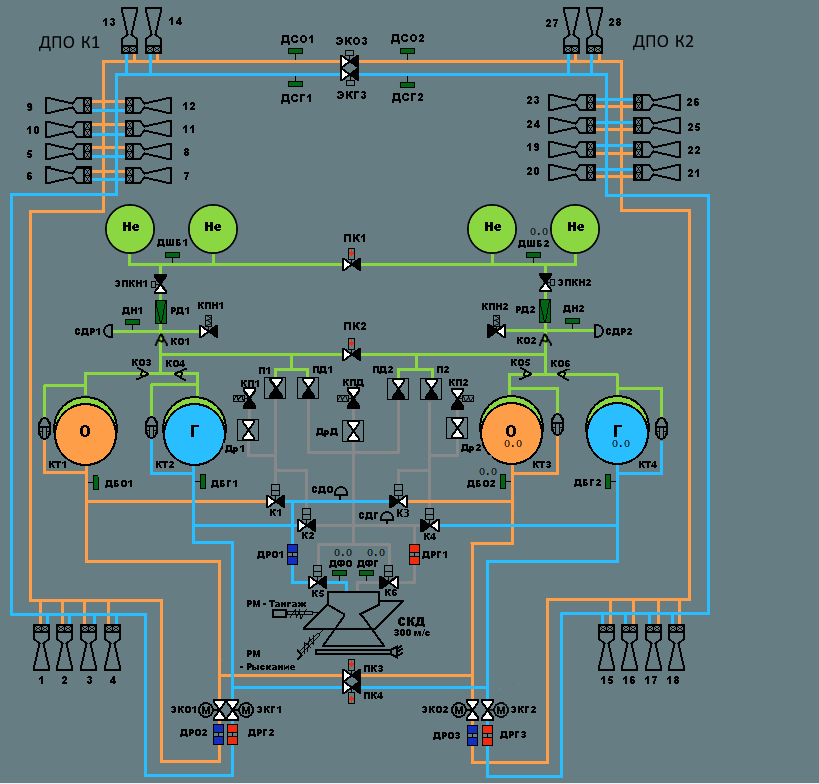 13
14
ДПО К1
ДСО1
ЭКО3
ДСО2
27
28
ДПО К2
ДСГ1
ЭКГ3
ДСГ2
9
12
10
11
5
8
6
7
23
26
24
25
19
22
20
21
He
He
He
He
0.0
ДШБ1
ПК1
ДШБ2
ЭПКН1
ЭПКН2
ДН1
РД1
КПН1
КПН2
РД2
ДН2
СДР1
СДР2
КО1
ПК2
КО2
КО3
КО4
КО5
КО6
П1
ПД1
ПД2
П2
КП1
КПД
КП2
О
Г
О
0.0
Г
0.0
Др1
ДрД
Др2
КТ1
КТ2
КТ3
КТ4
0.0
ДБО1
ДБГ1
ДБО2
ДБГ2
СДО
К1
К3
СДГ
К2
К4
ДРО1
0.0
0.0
ДРГ1
ДФО
ДФГ
К5
К6
РМ - Тангаж
СКД
300 м/с
РМ
- Рыскание
ПК3
ПК4
1
2
3
4
15
16
17
18
ЭКО1
М
М
ЭКГ1
ЭКО2
М
М
ЭКГ2
ДРО2
ДРГ2
ДРО3
ДРГ3